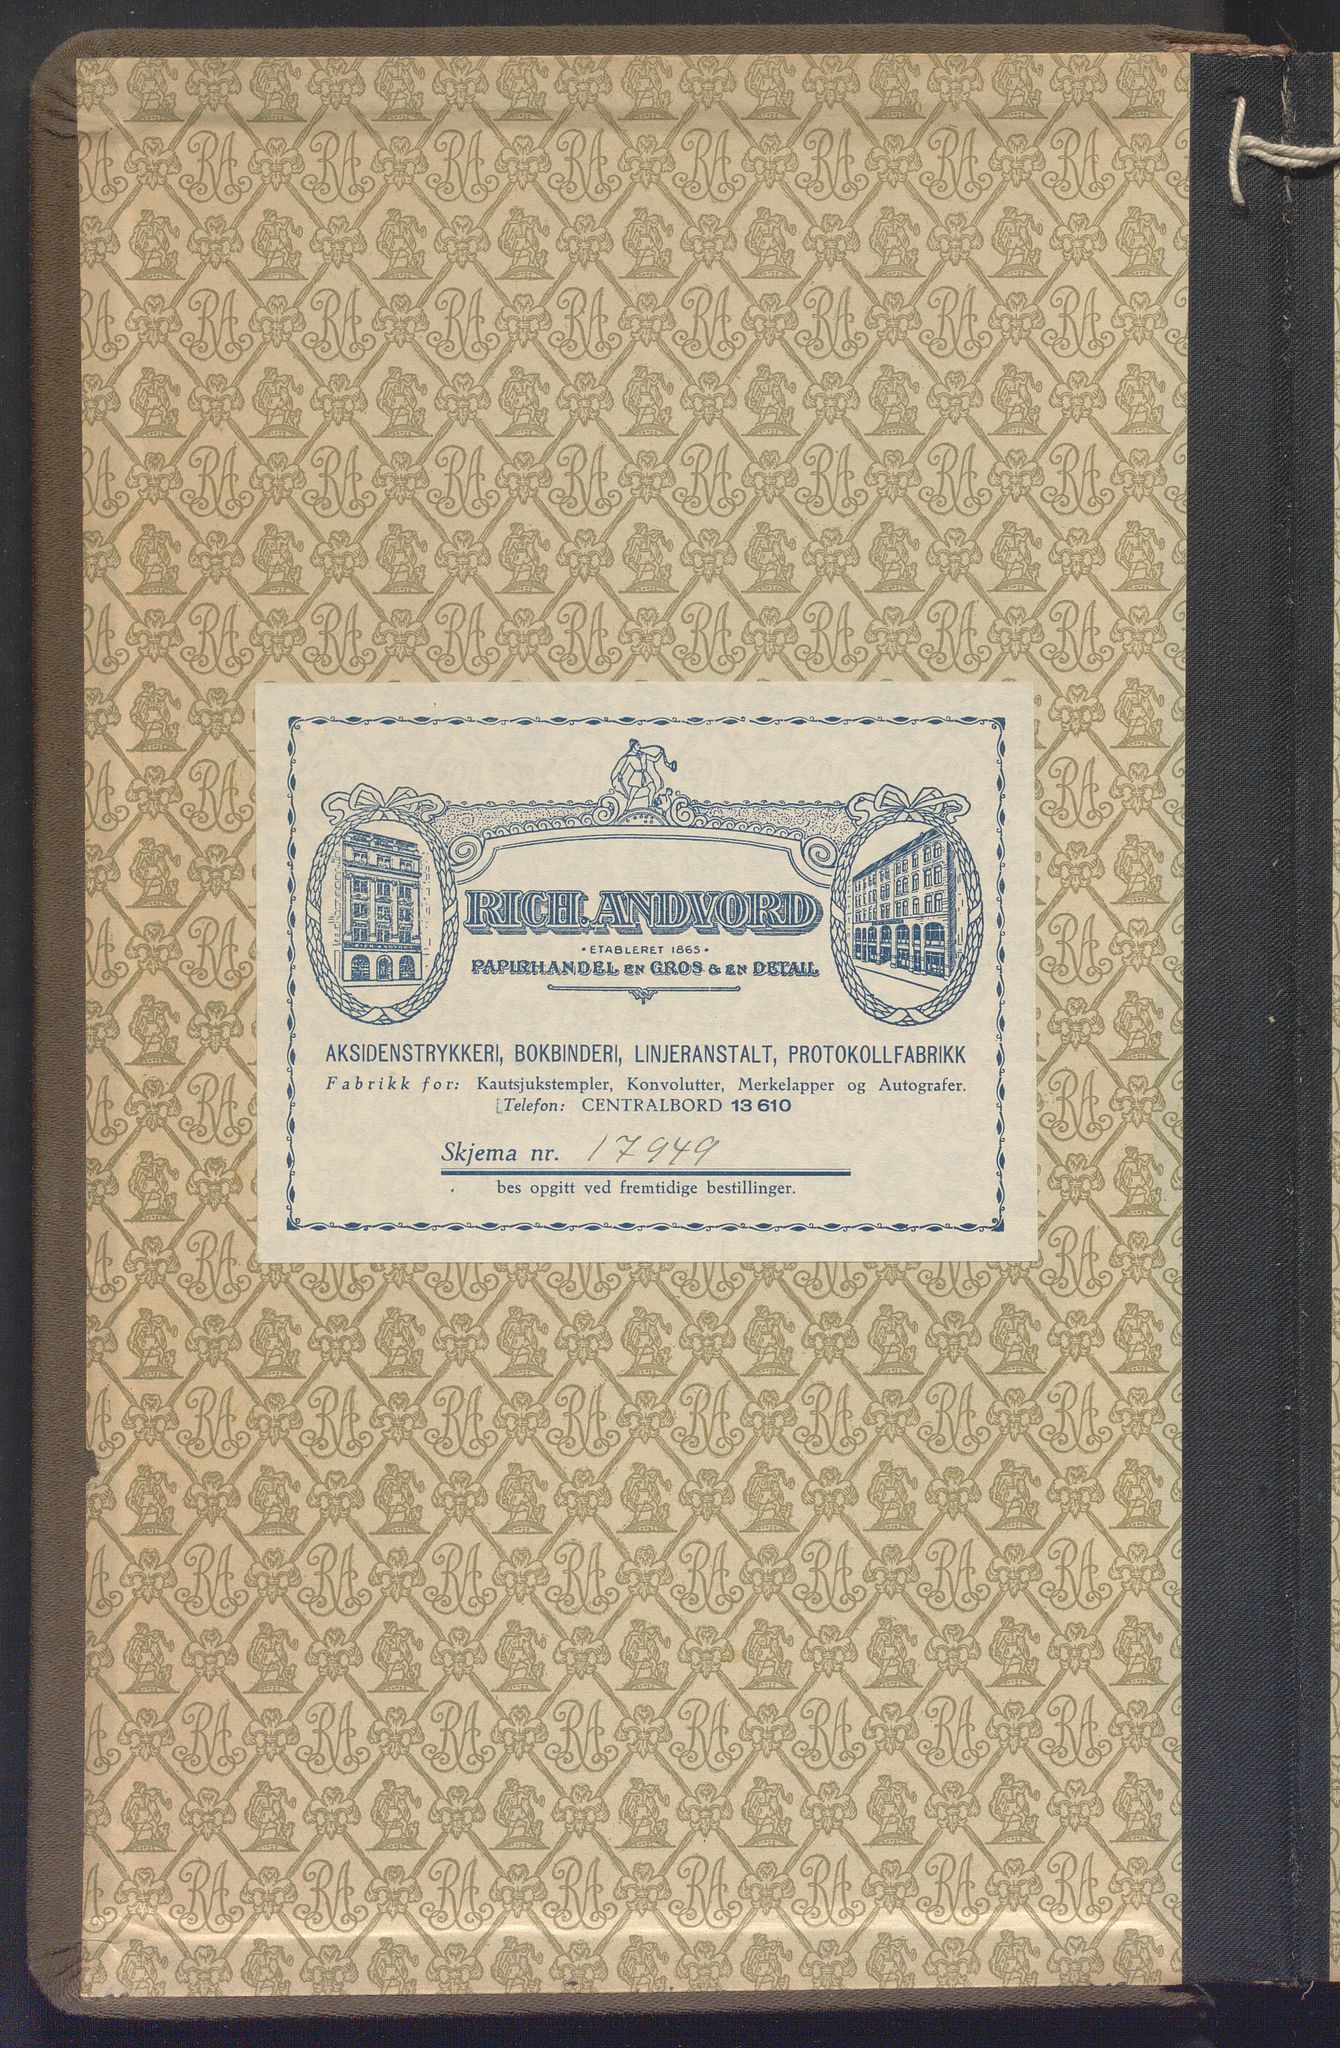 RICH. ANDVORD
• ETABLERET 1865 •
PAPIRHANDEL EN GROS & EN DETAIL
AKSIDENSTRYKKERI, BOKBINDERI, LINJERANSTALT, PROTOKOLLFABRIKK
Fabrikk for: Kautsjukstempler, Konvolutter, Merkelapper og Autografer.
Telefon: CENTRALBORD 13 610
Skjema nr. 17949
bes opgitt ved fremtidige bestillinger.